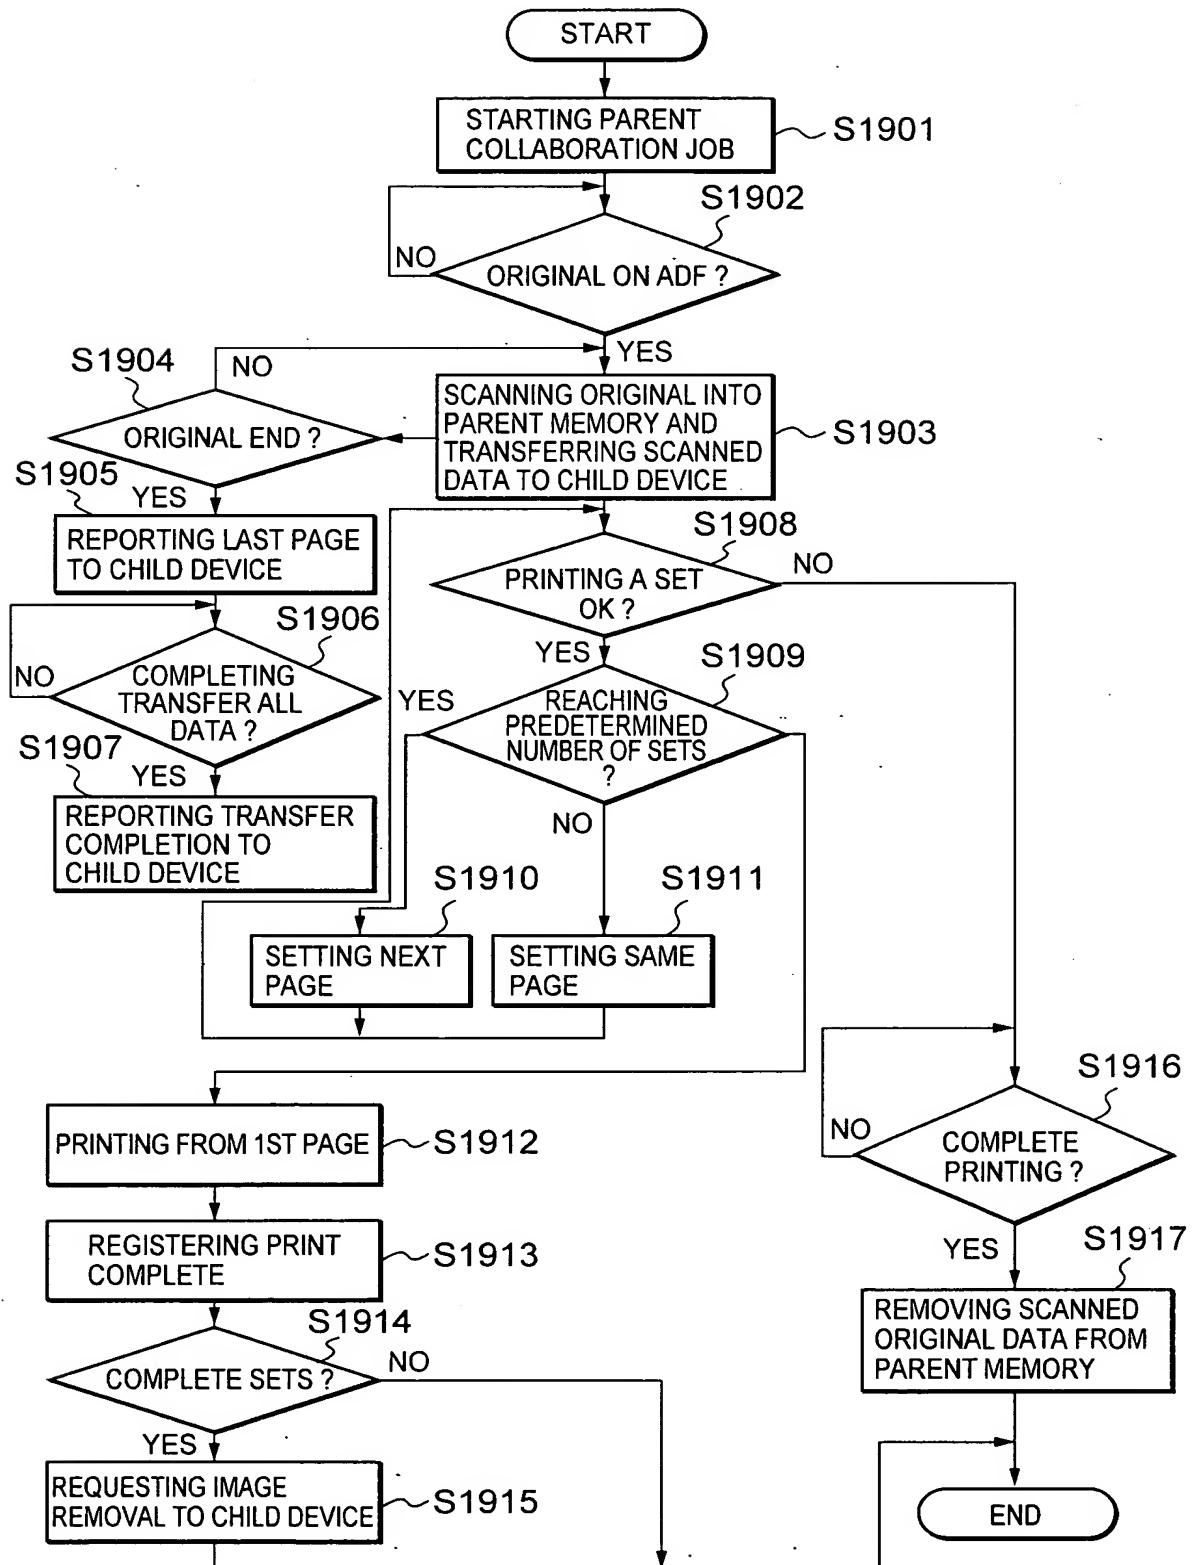 START
STARTING PARENT
COLLABORATION JOB
S1901
S1902
NO
ORIGINAL ON ADF ?
YES
S1904
NO
ORIGINAL END ?
SCANNING ORIGINAL INTO
PARENT MEMORY AND
TRANSFERRING SCANNED
DATA TO CHILD DEVICE
S1903
S1905
YES
REPORTING LAST PAGE
TO CHILD DEVICE
S1908
PRINTING A SET
OK ?
NO
YES
S1906
NO
COMPLETING
TRANSFER ALL
DATA ?
S1909
YES
REACHING
PREDETERMINED
NUMBER OF SETS
?
S1907
YES
REPORTING TRANSFER
COMPLETION TO
CHILD DEVICE
NO
S1910
S1911
SETTING NEXT
PAGE
SETTING SAME
PAGE
PRINTING FROM 1ST PAGE
S1912
S1916
NO
COMPLETE
PRINTING ?
REGISTERING PRINT
COMPLETE
S1913
YES
S1917
S1914
COMPLETE SETS ?
NO
REMOVING SCANNED
ORIGINAL DATA FROM
PARENT MEMORY
YES
REQUESTING IMAGE
REMOVAL TO CHILD DEVICE
S1915
END